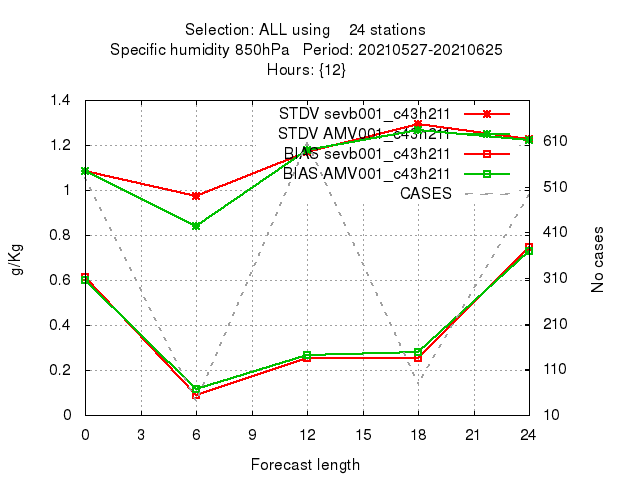 Selection: ALL using    24 stations
Specific humidity 850hPa   Period: 20210527-20210625
Hours: {12}
1.4
1.2
1
0.8
0.6
0.4
0.2
0
g/Kg
STDV sevb001_c43h211
STDV AMV001_c43h211
BIAS sevb001_c43h211
BIAS AMV001_c43h211
CASES
610
510
410
310
210
110
10
No cases
0 3 6 9 12 15 18 21 24
Forecast length